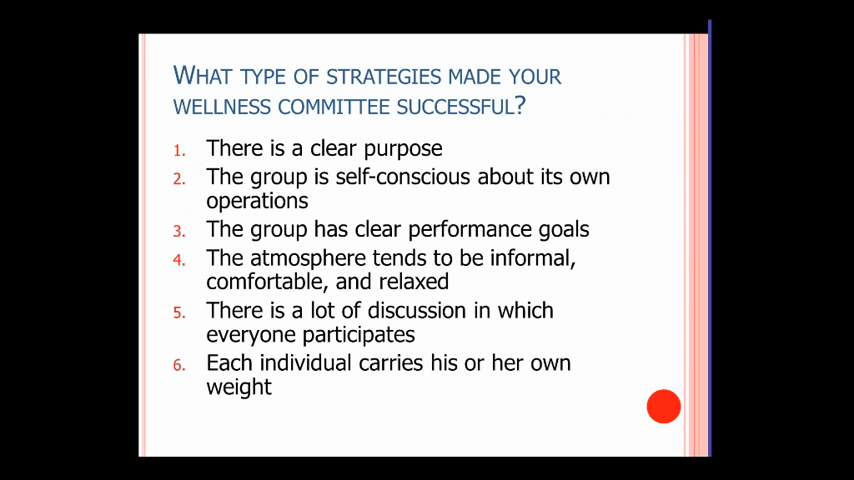 WHAT TYPE OF STRATEGIES MADE YOUR
WELLNESS COMMITTEE SUCCESSFUL?
1. There is a clear purpose
2. The group is self-conscious about its own
operations
3. The group has clear performance goals
4. The atmosphere tends to be informal,
comfortable, and relaxed
5. There is a lot of discussion in which
everyone participates
6. Each individual carries his or her own
weight